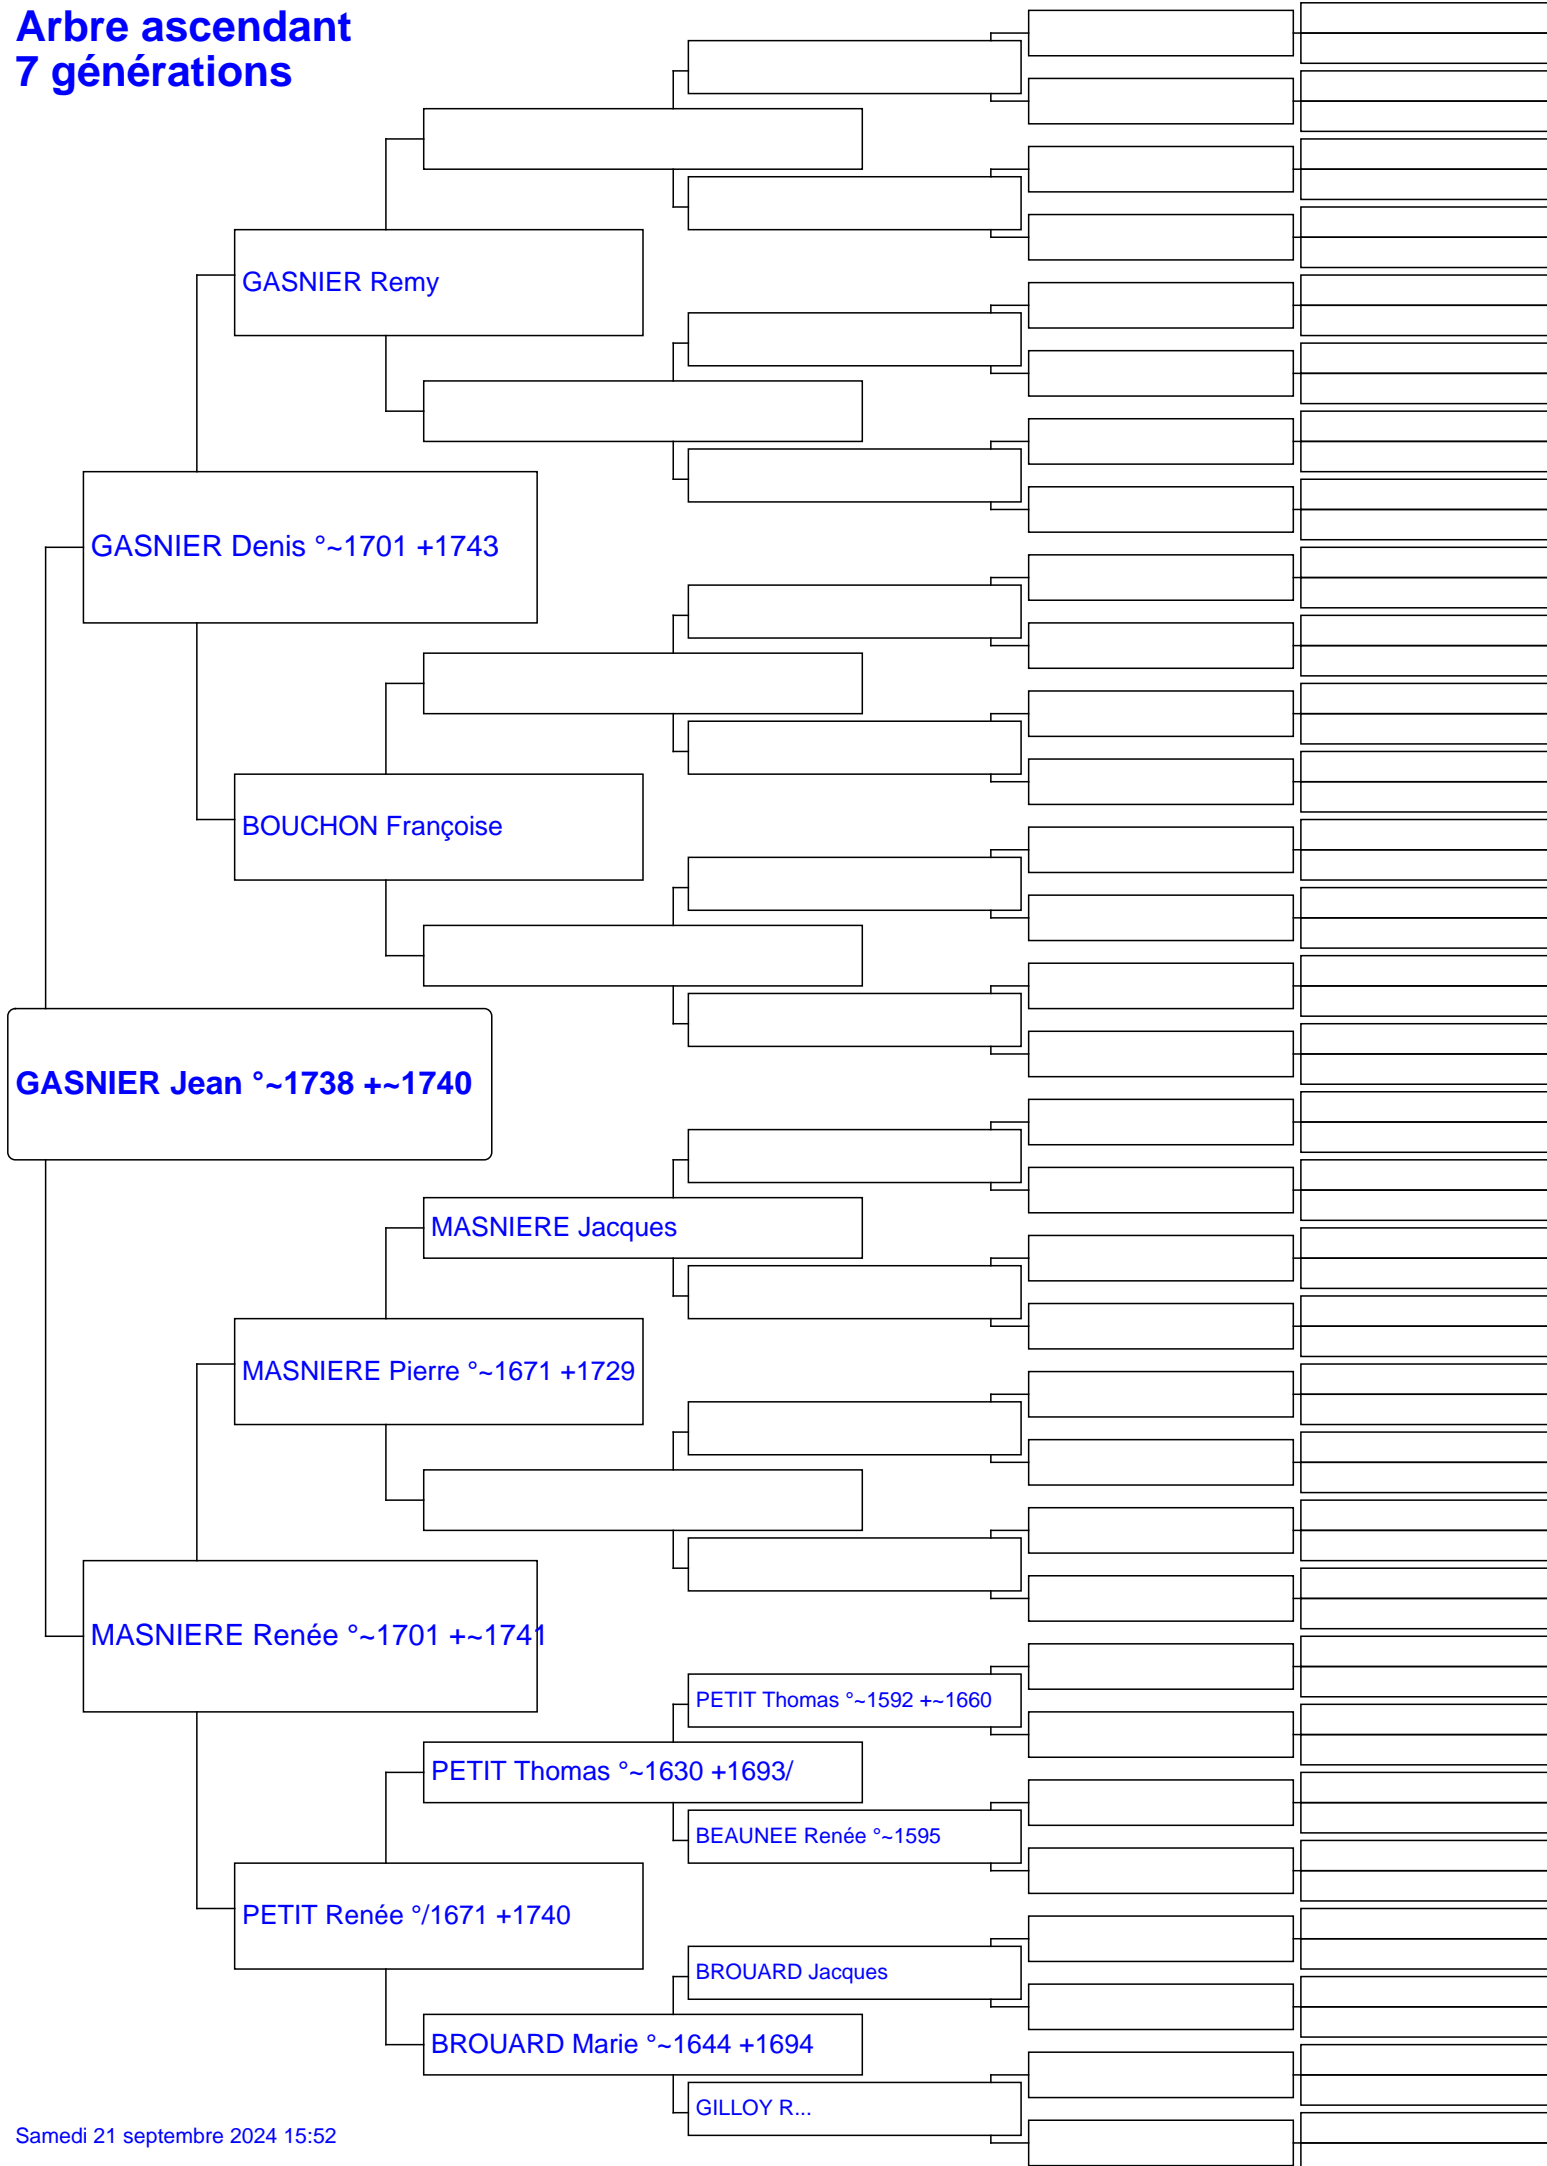 Arbre ascendant
7 générations
GASNIER Remy
GASNIER Denis °~1701 +1743
BOUCHON Françoise
GASNIER Jean °~1738 +~1740
MASNIERE Jacques
MASNIERE Pierre °~1671 +1729
MASNIERE Renée °~1701 +~1741
PETIT Thomas °~1592 +~1660
PETIT Thomas °~1630 +1693/
BEAUNEE Renée °~1595
PETIT Renée °/1671 +1740
BROUARD Jacques
BROUARD Marie °~1644 +1694
GILLOY R...
Samedi 21 septembre 2024 15:52